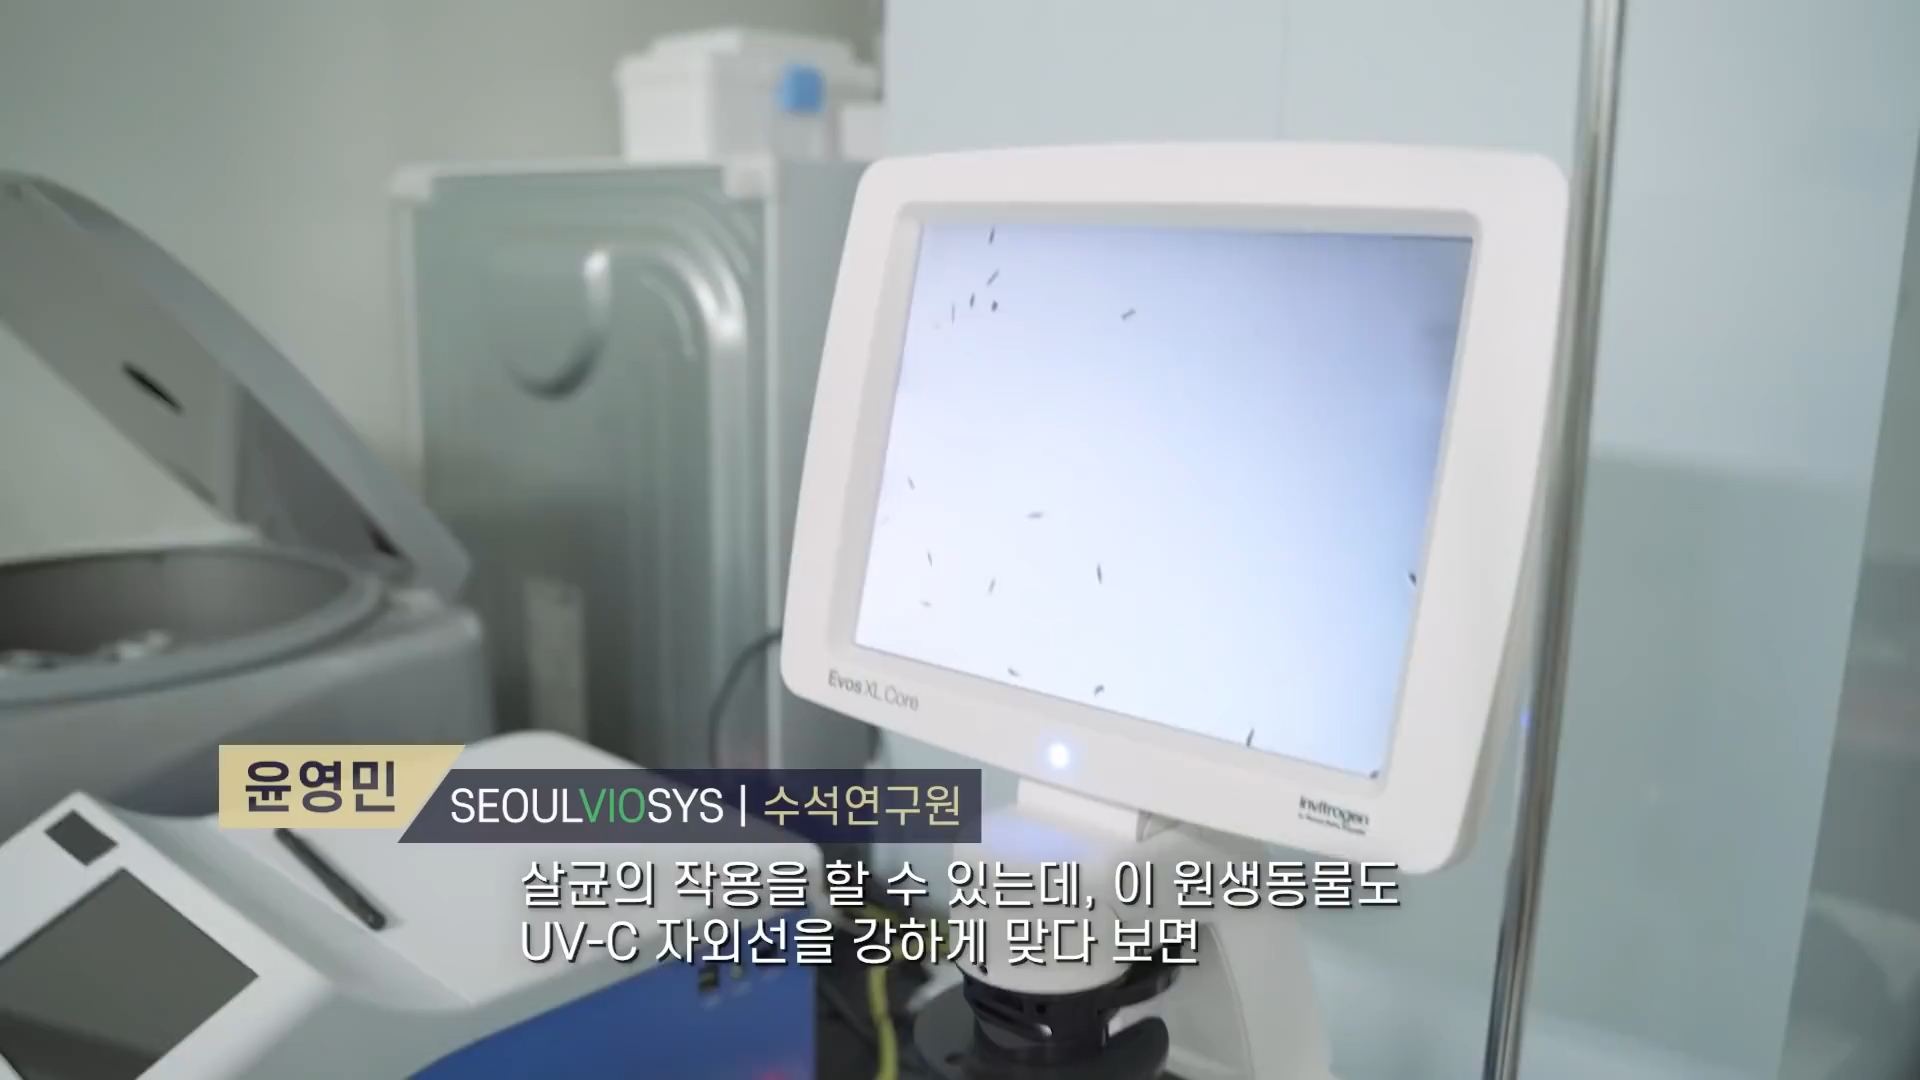 Evos XL Core
invitrogen
윤영민
SEOULVIOSYS | 수석연구원
살균의 작용을 할 수 있는데, 이 원생동물도
UV-C 자외선을 강하게 맞다 보면